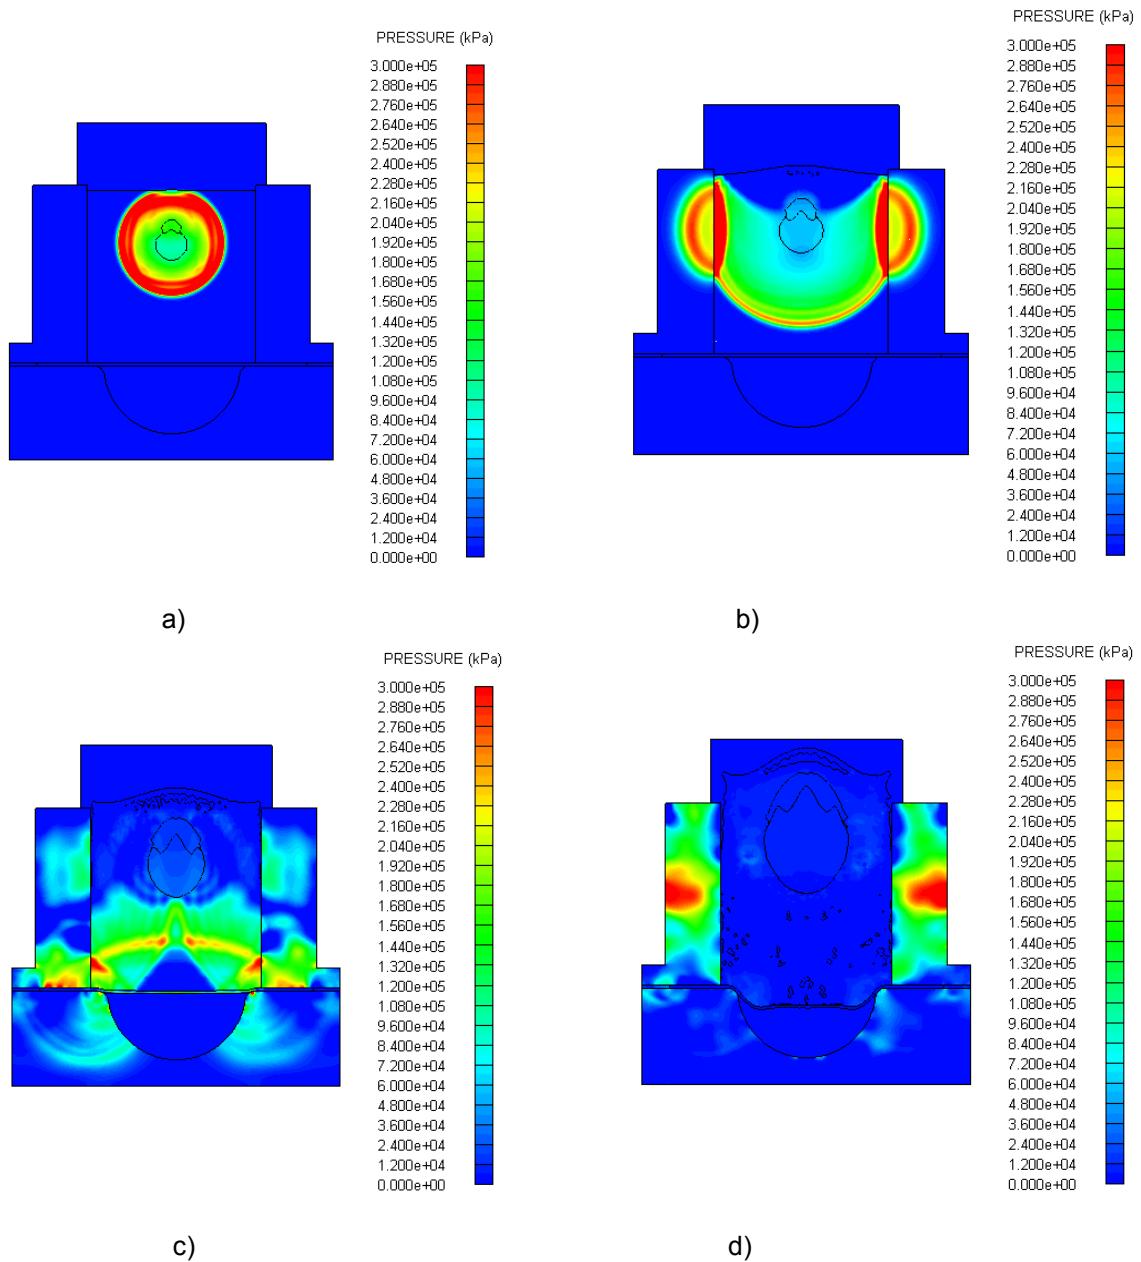 PRESSURE (kPa)
3.000e+05
2.880e+05
2.760e+05
2.640e+05
2.520e+05
2.400e+05
2.280e+05
2.160e+05
2.040e+05
1.920e+05
1.800e+05
1.680e+05
1.560e+05
1.440e+05
1.320e+05
1.200e+05
1.080e+05
9.600e+04
8.400e+04
7.200e+04
6.000e+04
4.800e+04
3.600e+04
2.400e+04
1.200e+04
0.000e+00
a)
PRESSURE (kPa)
3.000e+05
2.880e+05
2.760e+05
2.640e+05
2.520e+05
2.400e+05
2.280e+05
2.160e+05
2.040e+05
1.920e+05
1.800e+05
1.680e+05
1.560e+05
1.440e+05
1.320e+05
1.200e+05
1.080e+05
9.600e+04
8.400e+04
7.200e+04
6.000e+04
4.800e+04
3.600e+04
2.400e+04
1.200e+04
0.000e+00
b)
PRESSURE (kPa)
3.000e+05
2.880e+05
2.760e+05
2.640e+05
2.520e+05
2.400e+05
2.280e+05
2.160e+05
2.040e+05
1.920e+05
1.800e+05
1.680e+05
1.560e+05
1.440e+05
1.320e+05
1.200e+05
1.080e+05
9.600e+04
8.400e+04
7.200e+04
6.000e+04
4.800e+04
3.600e+04
2.400e+04
1.200e+04
0.000e+00
c)
PRESSURE (kPa)
3.000e+05
2.880e+05
2.760e+05
2.640e+05
2.520e+05
2.400e+05
2.280e+05
2.160e+05
2.040e+05
1.920e+05
1.800e+05
1.680e+05
1.560e+05
1.440e+05
1.320e+05
1.200e+05
1.080e+05
9.600e+04
8.400e+04
7.200e+04
6.000e+04
4.800e+04
3.600e+04
2.400e+04
1.200e+04
0.000e+00
d)